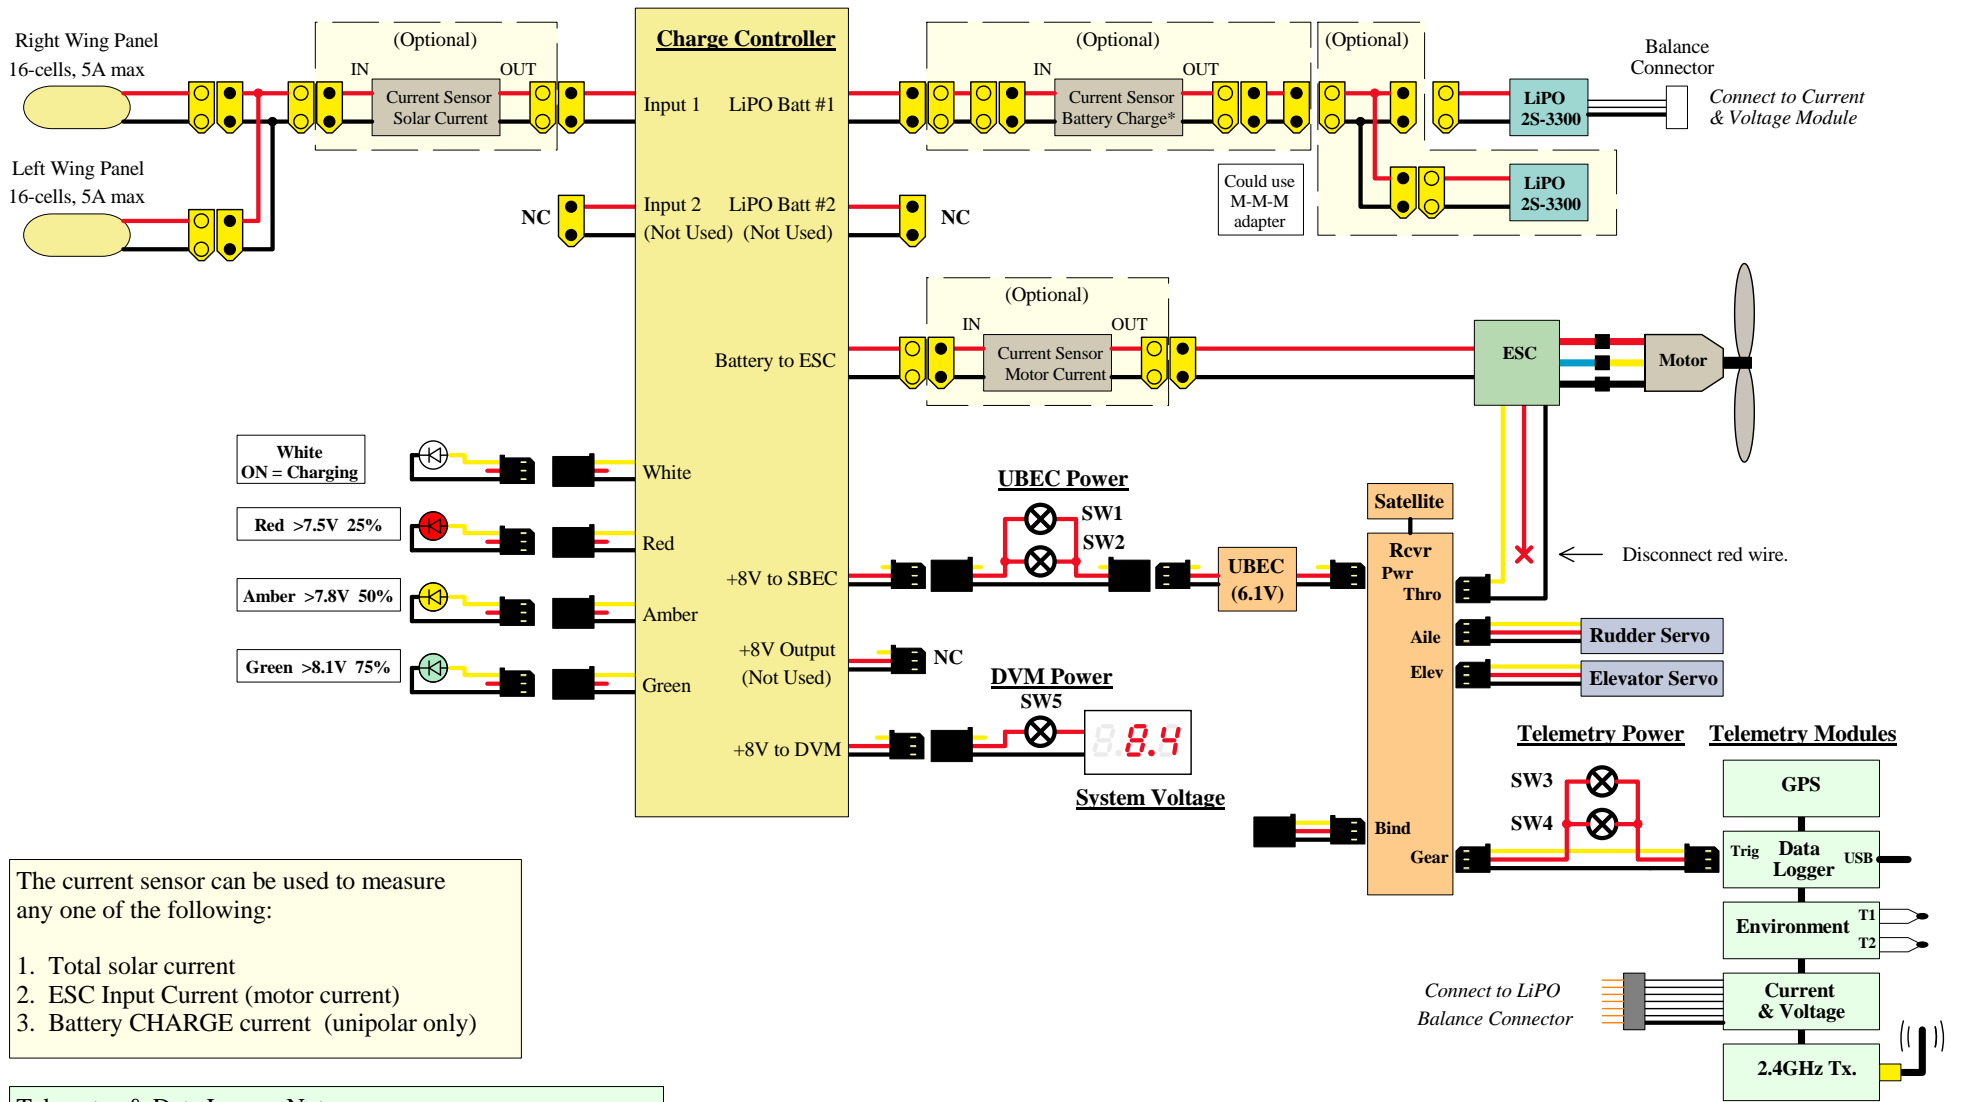 Right Wing Panel
16-cells, 5A max
Left Wing Panel
16-cells, 5A max
(Optional)
IN
OUT
Current Sensor
Solar Current
NC
Charge Controller
Input 1
LiPO Batt #1
Input 2
(Not Used)
LiPO Batt #2
(Not Used)
Battery to ESC
White
Red
Amber
Green
+8V to SBEC
+8V Output
(Not Used)
+8V to DVM
(Optional)
IN
OUT
Current Sensor
Battery Charge*
(Optional)
LiPO
2S-3300
Balance
Connector
Connect to Current
& Voltage Module
Could use
M-M-M
adapter
LiPO
2S-3300
NC
(Optional)
IN
OUT
Current Sensor
Motor Current
ESC
Motor
White
ON = Charging
Red >7.5V 25%
Amber >7.8V 50%
Green >8.1V 75%
UBEC Power
SW1
SW2
UBEC
(6.1V)
NC
DVM Power
SW5
8.4
System Voltage
Satellite
Rcvr
Pwr
Thro
Aile
Elev
Bind
Gear
Disconnect red wire.
Rudder Servo
Elevator Servo
Telemetry Power
SW3
SW4
Telemetry Modules
GPS
Trig
Data
Logger
USB
Environment
T1
T2
Current
& Voltage
2.4GHz Tx.
Connect to LiPO
Balance Connector
The current sensor can be used to measure
any one of the following:
1. Total solar current
2. ESC Input Current (motor current)
3. Battery CHARGE current (unipolar only)